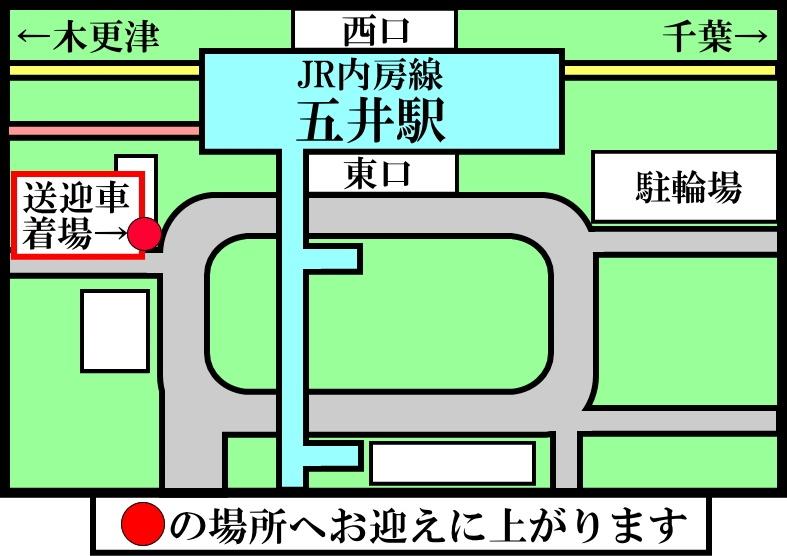 ←木更津
西口
千葉→
JR内房線
五井駅
東口
駐輪場
送迎車
着場→
●の場所へお迎えに上がります